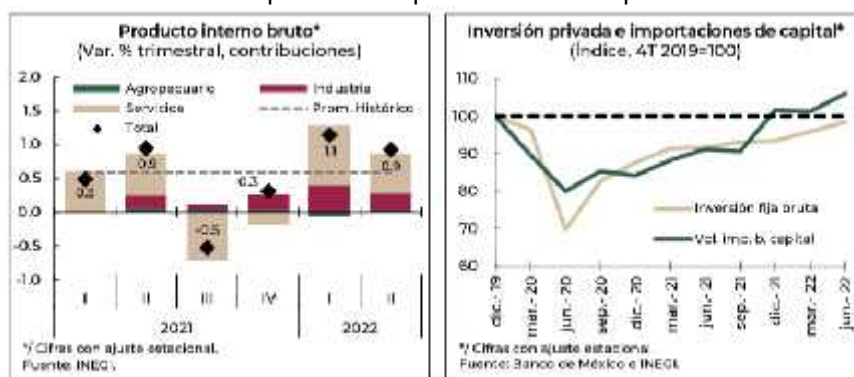 Producto interno bruto*
(Var. % trimestral, contribuciones)
2.0
1.5
1.0
0.5
0.0
-0.5
-1.0
Agropecuario
Industria
Servicios
Prom. Histórico
Total
0.9
-0.5
0.3
1.1
0.9
I
II
III
IV
I
II
2021
2022
*/ Cifras con ajuste estacional.
Fuente: INEGI.
Inversión privada e importaciones de capital*
(Índice, 4T 2019=100)
110
100
90
80
70
60
Inversión fija bruta
Vol. imp. b. capital
dic.- 19
mar.- 20
jun.- 20
sep.- 20
dic.- 20
mar.- 21
jun.- 21
sep.- 21
dic.- 21
mar.- 22
jun.- 22
*/ Cifras con ajuste estacional
Fuente: Banco de México e INEGI.